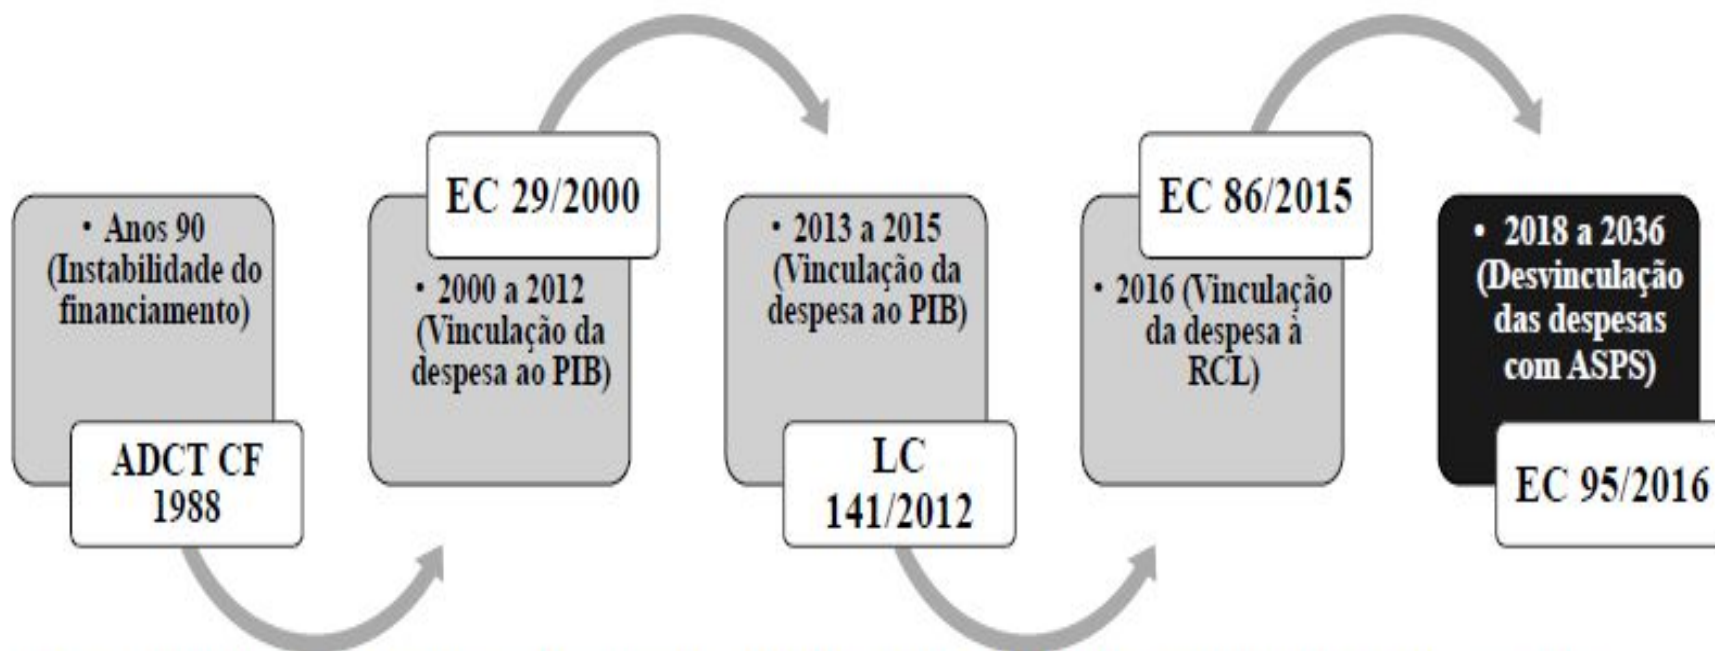 • Anos 90
(Instabilidade do
financiamento)
ADCT CF
1988
EC 29/2000
• 2000 a 2012
(Vinculação da
despesa ao PIB)
• 2013 a 2015
(Vinculação da
despesa ao PIB)
LC
141/2012
EC 86/2015
• 2016 (Vinculação
da despesa à
RCL)
• 2018 a 2036
(Desvinculação
das despesas
com ASPS)
EC 95/2016